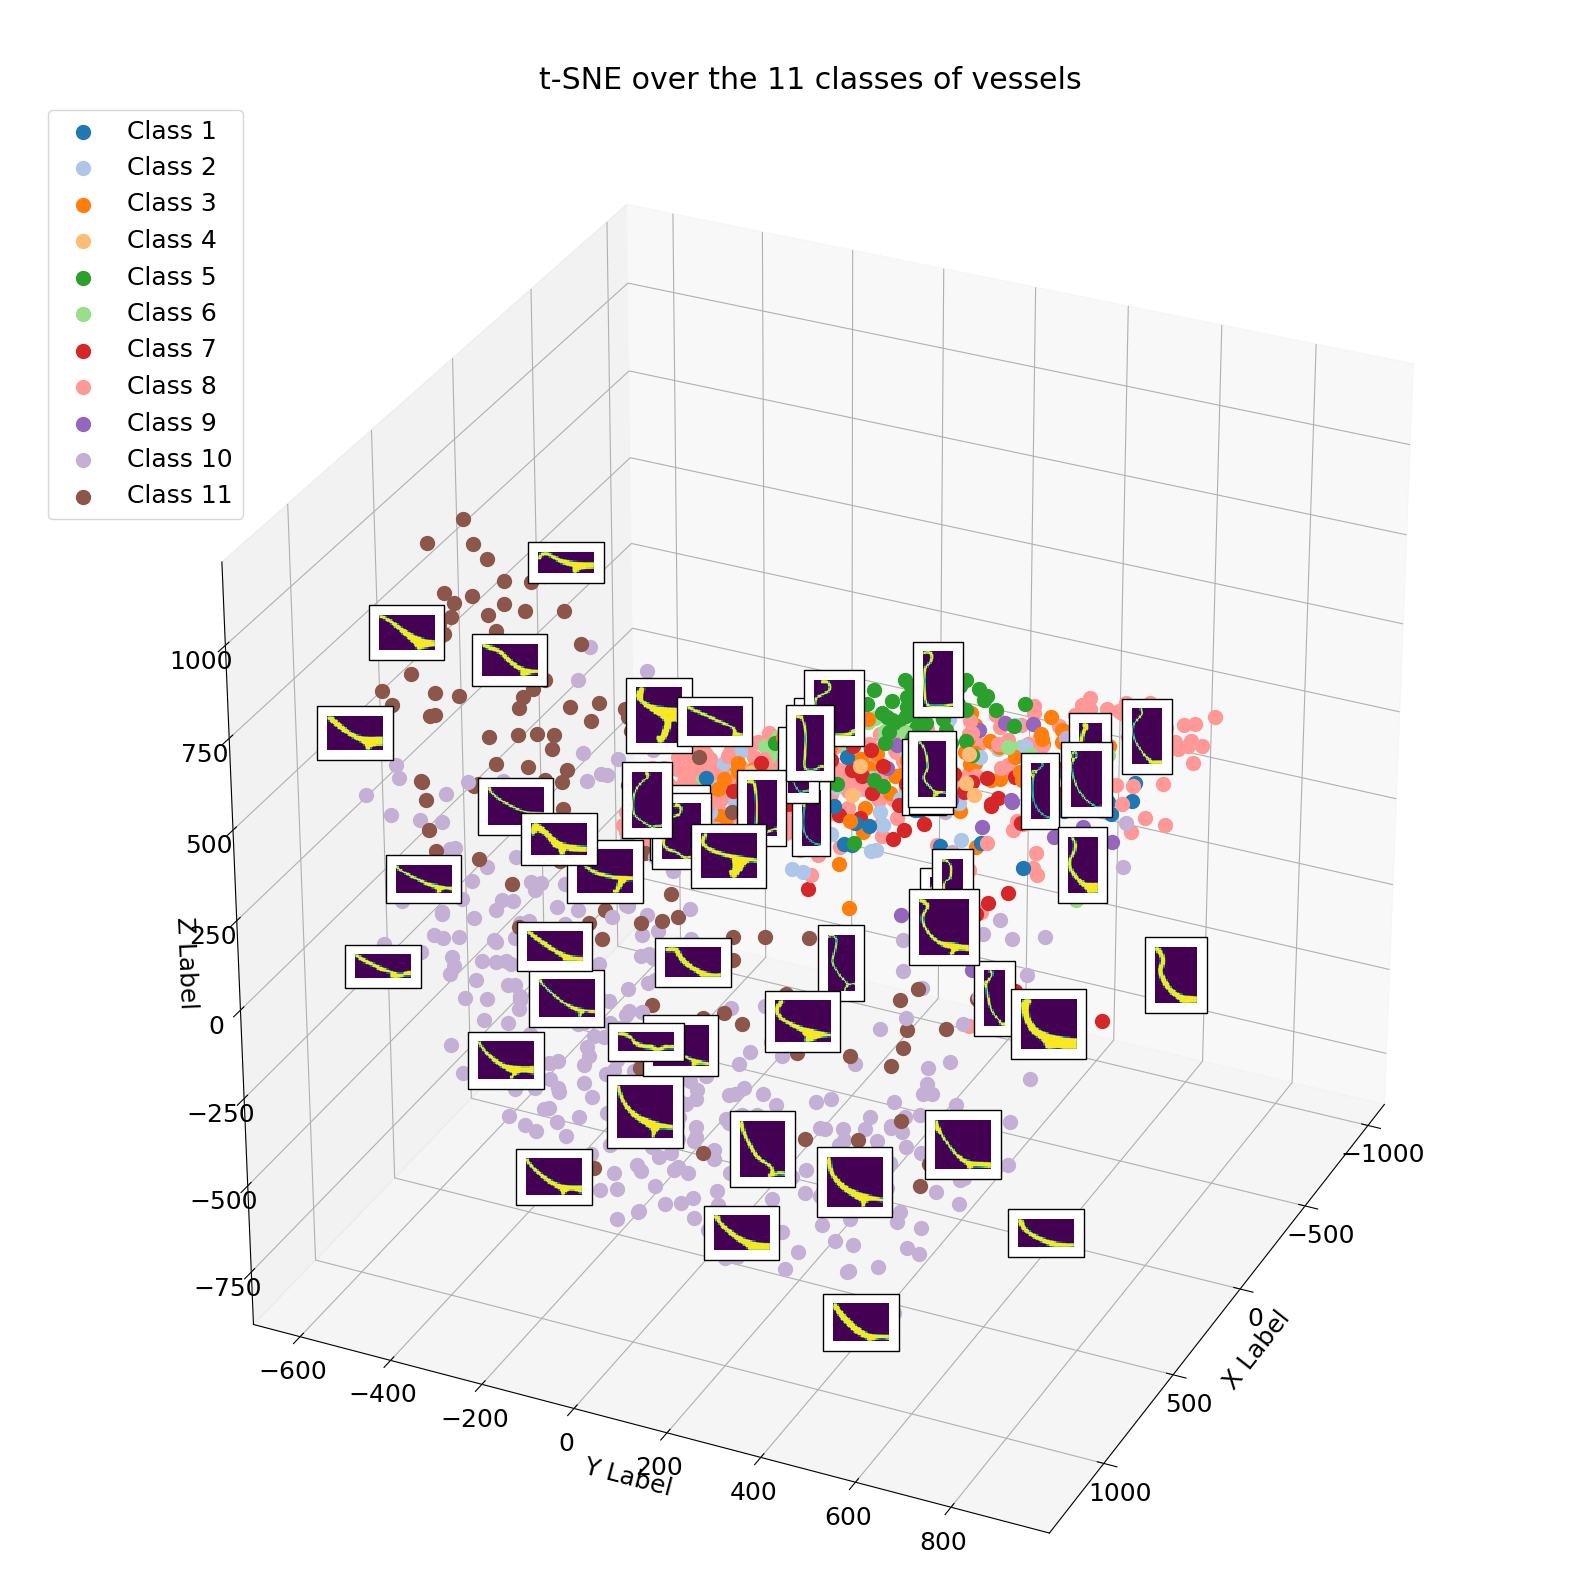 t-SNE over the 11 classes of vessels
Class 1
Class 2
Class 3
Class 4
Class 5
Class 6
Class 7
Class 8
Class 9
Class 10
Class 11
1000
750
500
250
0
−250
−500
−750
Z Label
−600
−400
−200
0
200
400
600
800
Y Label
−1000
−500
0
500
1000
X Label